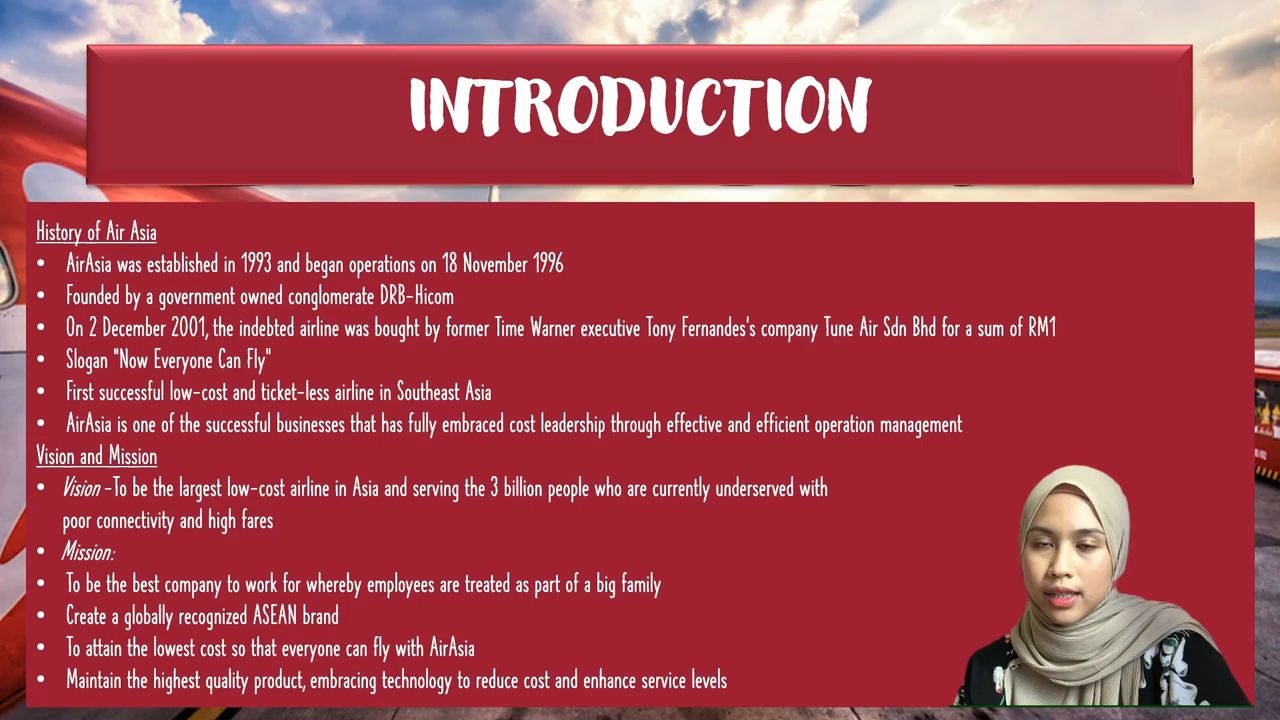 INTRODUCTION
History of Air Asia
• AirAsia was established in 1993 and began operations on 18 November 1996
• Founded by a government owned conglomerate DRB-Hicom
• On 2 December 2001, the indebted airline was bought by former Time Warner executive Tony Fernandes's company Tune Air Sdn Bhd for a sum of RM1
• Slogan "Now Everyone Can Fly"
• First successful low-cost and ticket-less airline in Southeast Asia
• AirAsia is one of the successful businesses that has fully embraced cost leadership through effective and efficient operation management
Vision and Mission
• Vision -To be the largest low-cost airline in Asia and serving the 3 billion people who are currently underserved with
poor connectivity and high fares
• Mission:
• To be the best company to work for whereby employees are treated as part of a big family
• Create a globally recognized ASEAN brand
• To attain the lowest cost so that everyone can fly with AirAsia
• Maintain the highest quality product, embracing technology to reduce cost and enhance service levels